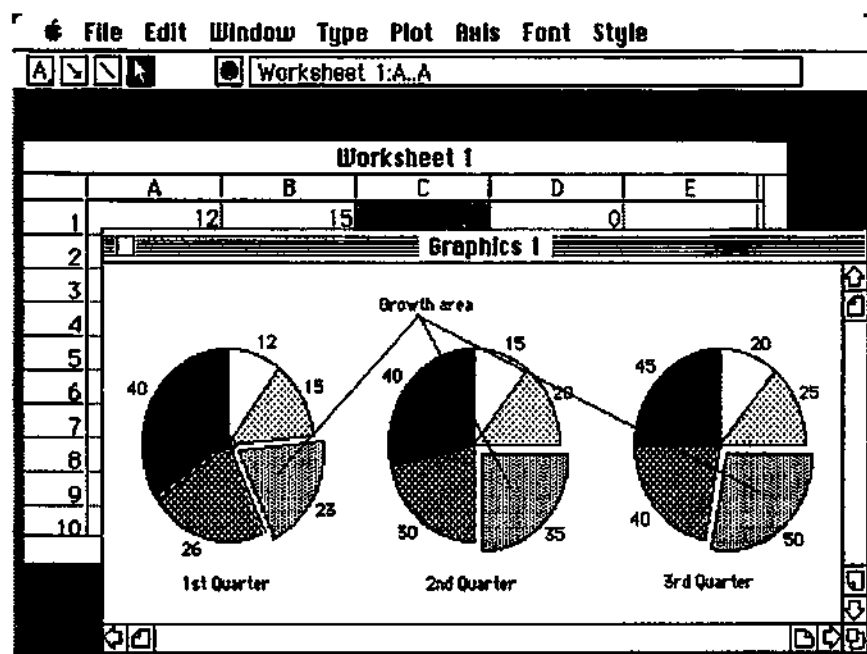 File Edit Window Type Plot Axis Font Style
A Worksheet 1:A..A
Worksheet 1
A B C D E
1 12 15 0
2
Graphics 1
3
Growth area
4
12 15 20
5
40 40 45
6
15 20 25
7
8
9
23 35 50
10
26 30 40
1st Quarter 2nd Quarter 3rd Quarter